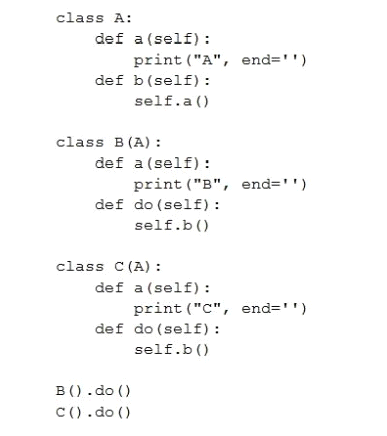 class A:
    def a(self):
        print("A", end='')
    def b(self):
        self.a()

class B(A):
    def a(self):
        print("B", end='')
    def do(self):
        self.b()

class C(A):
    def a(self):
        print("C", end='')
    def do(self):
        self.b()

B().do()
C().do()